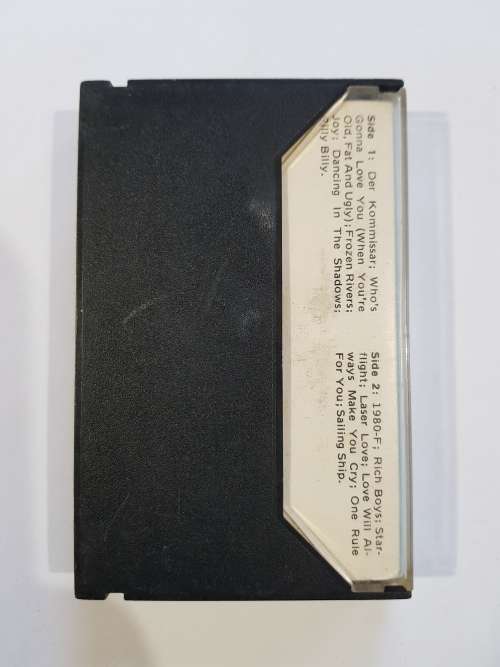 Side 1: Der Kommissar; Who's
Gonna Love You (When You're
Old, Fat And Ugly); Frozen Rivers;
Joy; Dancing In The Shadows;
Billy.
Side 2: 1980-F; Rich Boys; Star-
flight; Laser Love; Love Will Al-
ways Make You Cry; One Rule
For You; Sailing Ship.